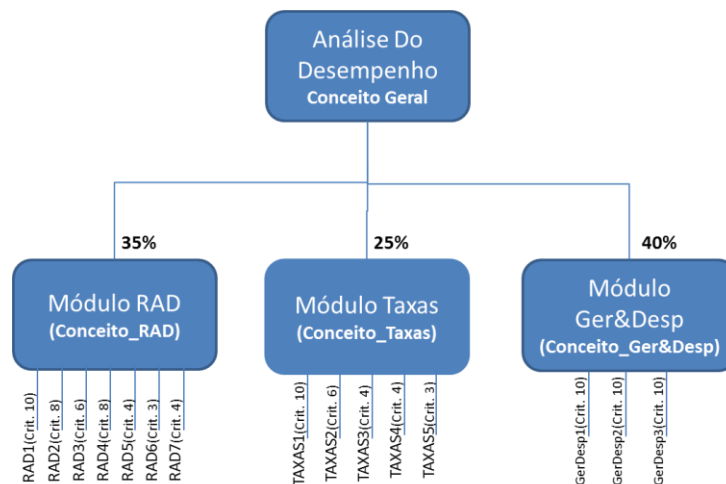 Análise Do
Desempenho
Conceito Geral
35%
25%
40%
Módulo RAD
(Conceito_RAD)
Módulo Taxas
(Conceito_Taxas)
Módulo
Ger&Desp
(Conceito_Ger&Desp)
RAD1(Crit. 10)
RAD2(Crit. 8)
RAD3(Crit. 6)
RAD4(Crit. 8)
RAD5(Crit. 4)
RAD6(Crit. 3)
RAD7(Crit. 4)
TAXAS1(Crit. 10)
TAXAS2(Crit. 6)
TAXAS3(Crit. 4)
TAXAS4(Crit. 4)
TAXAS5(Crit. 3)
GerDesp1(Crit. 10)
GerDesp2(Crit. 10)
GerDesp3(Crit. 10)